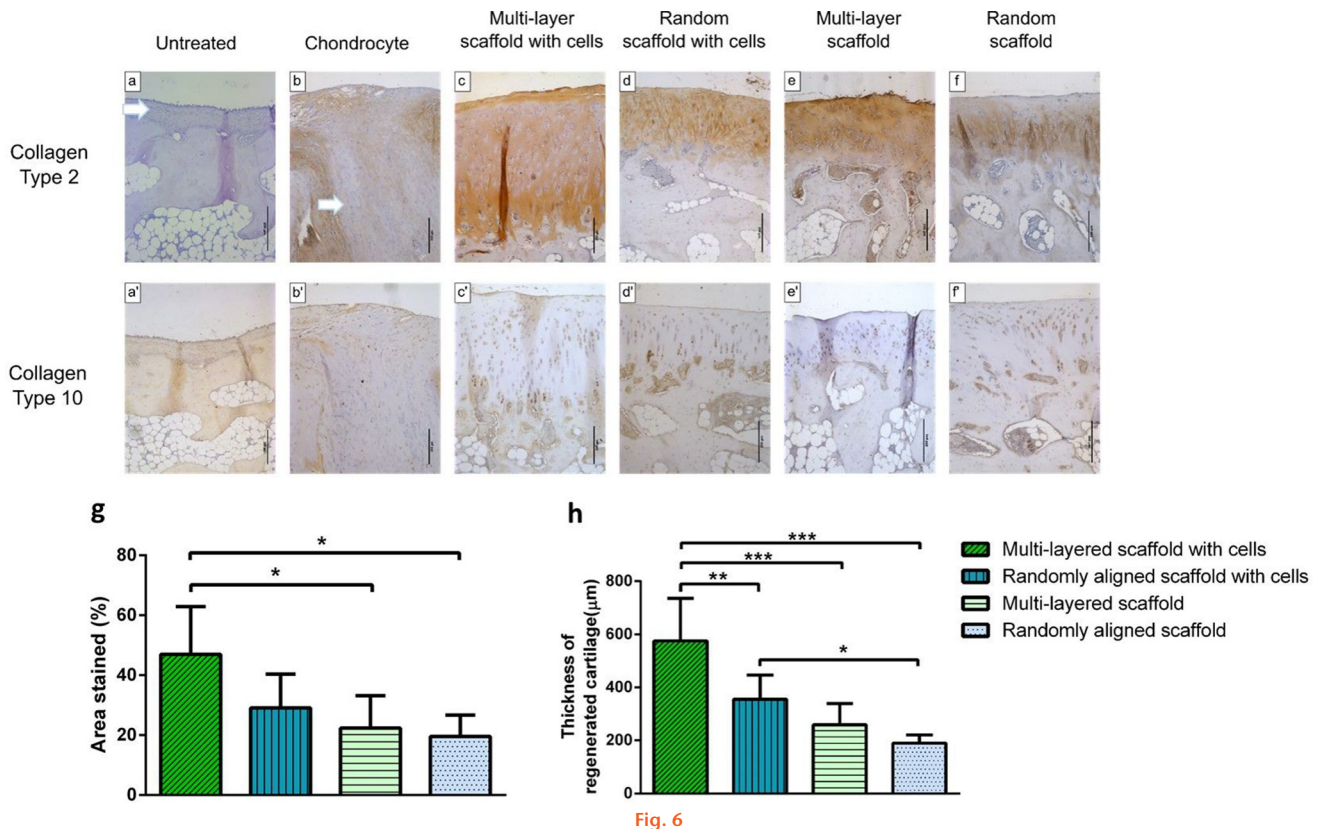 Untreated
Chondrocyte
Multi-layer
scaffold with cells
Random
scaffold with cells
Multi-layer
scaffold
Random
scaffold
Collagen
Type 2
a
b
c
d
e
f
Collagen
Type 10
a'
b'
c'
d'
e'
f'
g
Area stained (%)
80
60
40
20
0
*
*
h
Thickness of
regenerated cartilage(μm)
800
600
400
200
0
***
***
**
*
Multi-layered scaffold with cells
Randomly aligned scaffold with cells
Multi-layered scaffold
Randomly aligned scaffold
Fig. 6